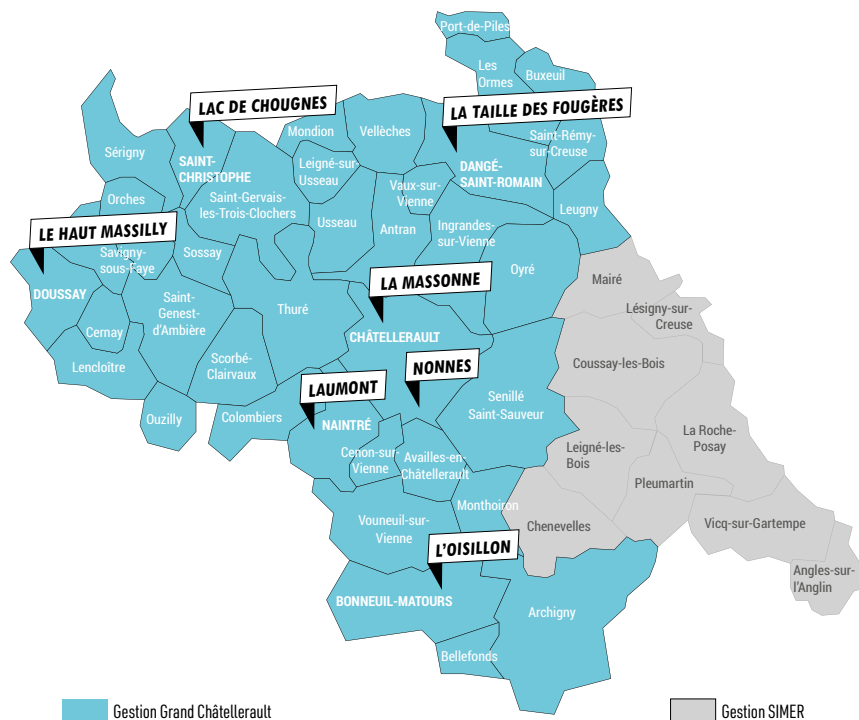 Port-de-Piles
Les
Ormes
Buxeuil
LAC DE CHOUGNES
LA TAILLE DES FOUGÈRES
Mondion
Vellèches
Saint-Rémy-
sur-Creuse
Sérigny
SAINT-
CHRISTOPHE
Leigné-sur-
Usseau
DANGÉ-
SAINT-ROMAIN
Saint-Gervais-
les-Trois-Clochers
Vaux-sur-
Vienne
Orches
Leugny
LE HAUT MASSILLY
Usseau
Antran
Ingrandes-
sur-Vienne
Savigny-
sous-Faye
Sossay
Oyré
LA MASSONNE
Mairé
DOUSSAY
Saint-
Genest-
d'Ambière
Thuré
Lésigny-sur-
Creuse
Cernay
CHÂTELLERAULT
Lencloître
Scorbé-
Clairvaux
Coussay-les-Bois
LAUMONT
NONNES
Senillé
Saint-Sauveur
Ouzilly
Colombiers
NAINTRÉ
La Roche-
Posay
Cenon-sur-
Vienne
Availles-en-
Châtellerault
Leigné-les-
Bois
Pleumartin
Monthoiron
Vouneuil-sur-
Vienne
Chenevelles
Vicq-sur-Gartempe
L'OISILLON
Angles-sur-
l'Anglin
BONNEUIL-MATOURS
Archigny
Bellefonds
Gestion Grand Châtellerault
Gestion SIMER